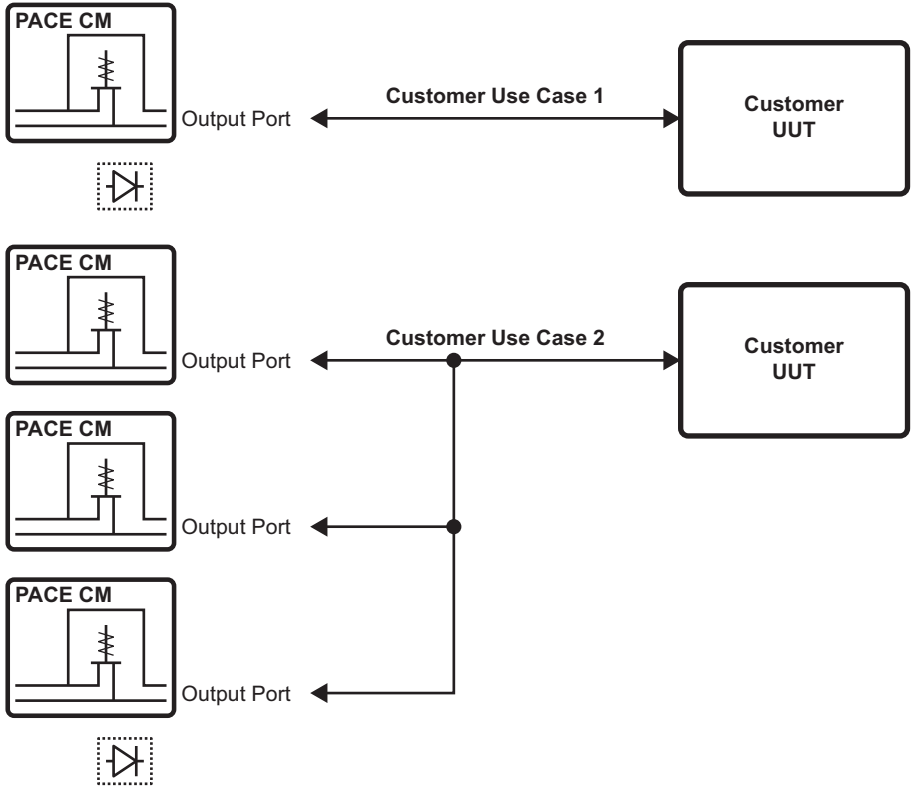 PACE CM
Output Port
Customer Use Case 1
Customer
UUT
PACE CM
Output Port
Customer Use Case 2
Customer
UUT
PACE CM
Output Port
PACE CM
Output Port